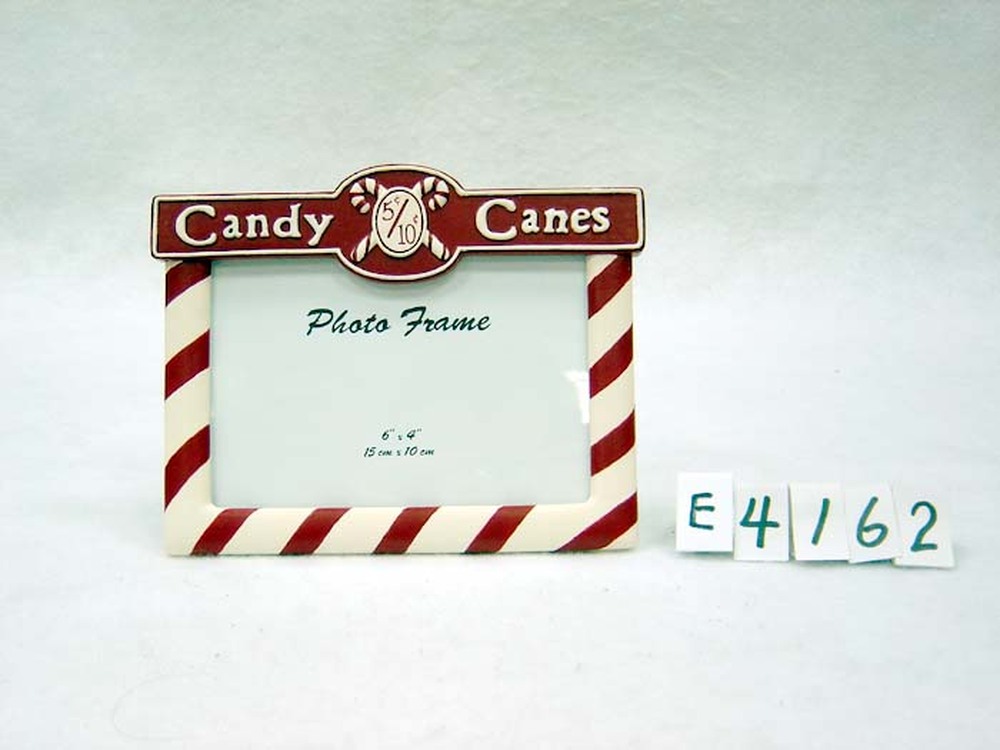 Candy 5¢/10¢ Canes
Photo Frame
6" x 4"
15 cm x 10 cm
E4162